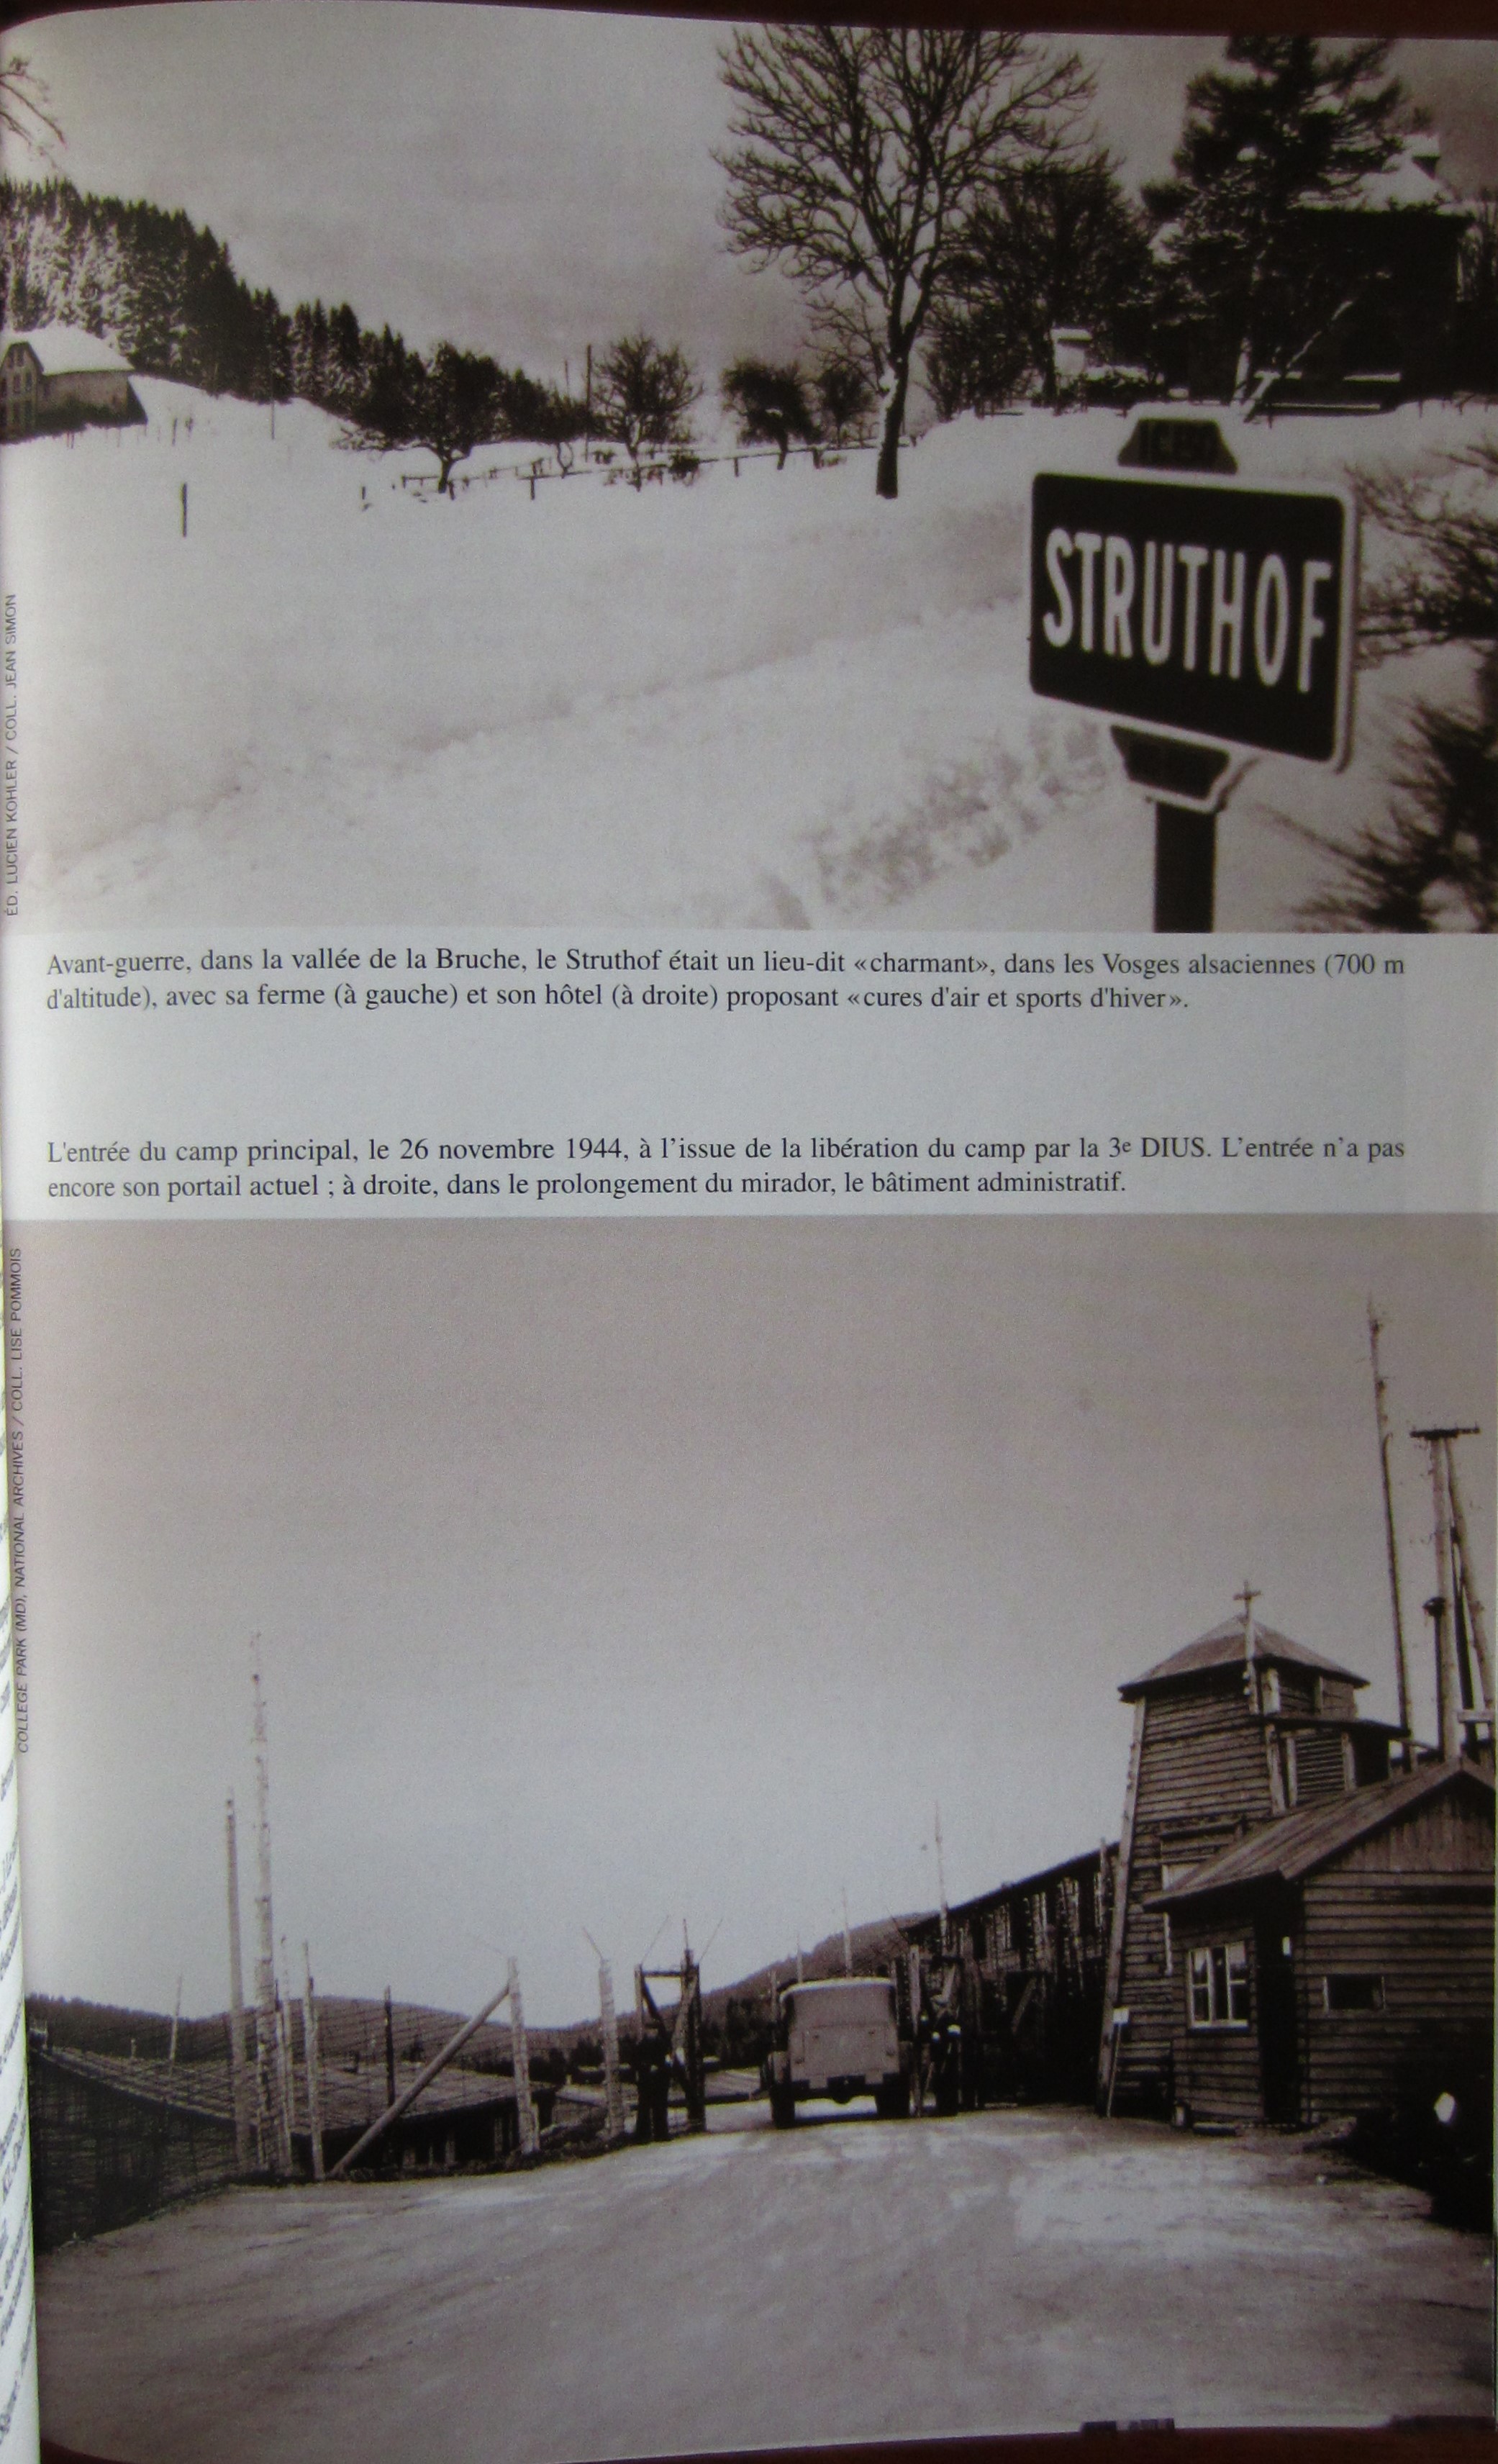 STRUTHOF
ÉD. LUCIEN KOHLER / COLL. JEAN SIMON
Avant-guerre, dans la vallée de la Bruche, le Struthof était un lieu-dit «charmant», dans les Vosges alsaciennes (700 m
d'altitude), avec sa ferme (à gauche) et son hôtel (à droite) proposant «cures d'air et sports d'hiver».
L'entrée du camp principal, le 26 novembre 1944, à l’issue de la libération du camp par la 3e DIUS. L’entrée n’a pas
encore son portail actuel ; à droite, dans le prolongement du mirador, le bâtiment administratif.
COLLEGE PARK (MD), NATIONAL ARCHIVES / COLL. LISE POMMOIS